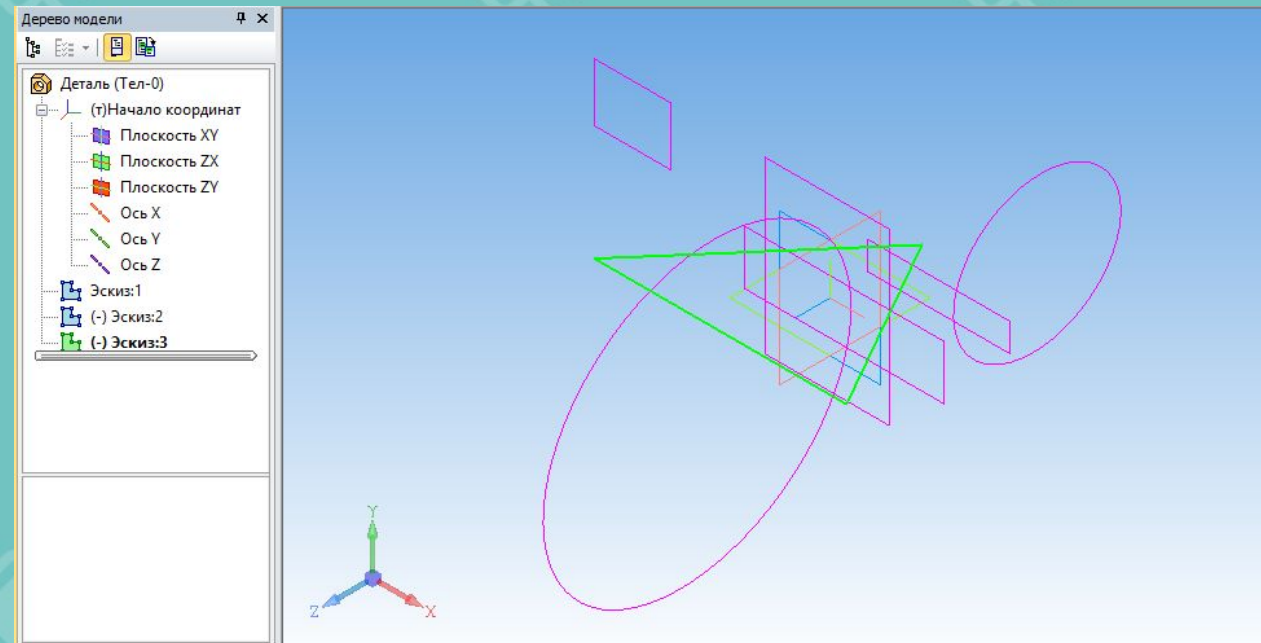 Дерево модели
Деталь (Тел-0)
(т)Начало координат
Плоскость XY
Плоскость ZX
Плоскость ZY
Ось X
Ось Y
Ось Z
Эскиз:1
(-) Эскиз:2
(-) Эскиз:3
Y
Z
X